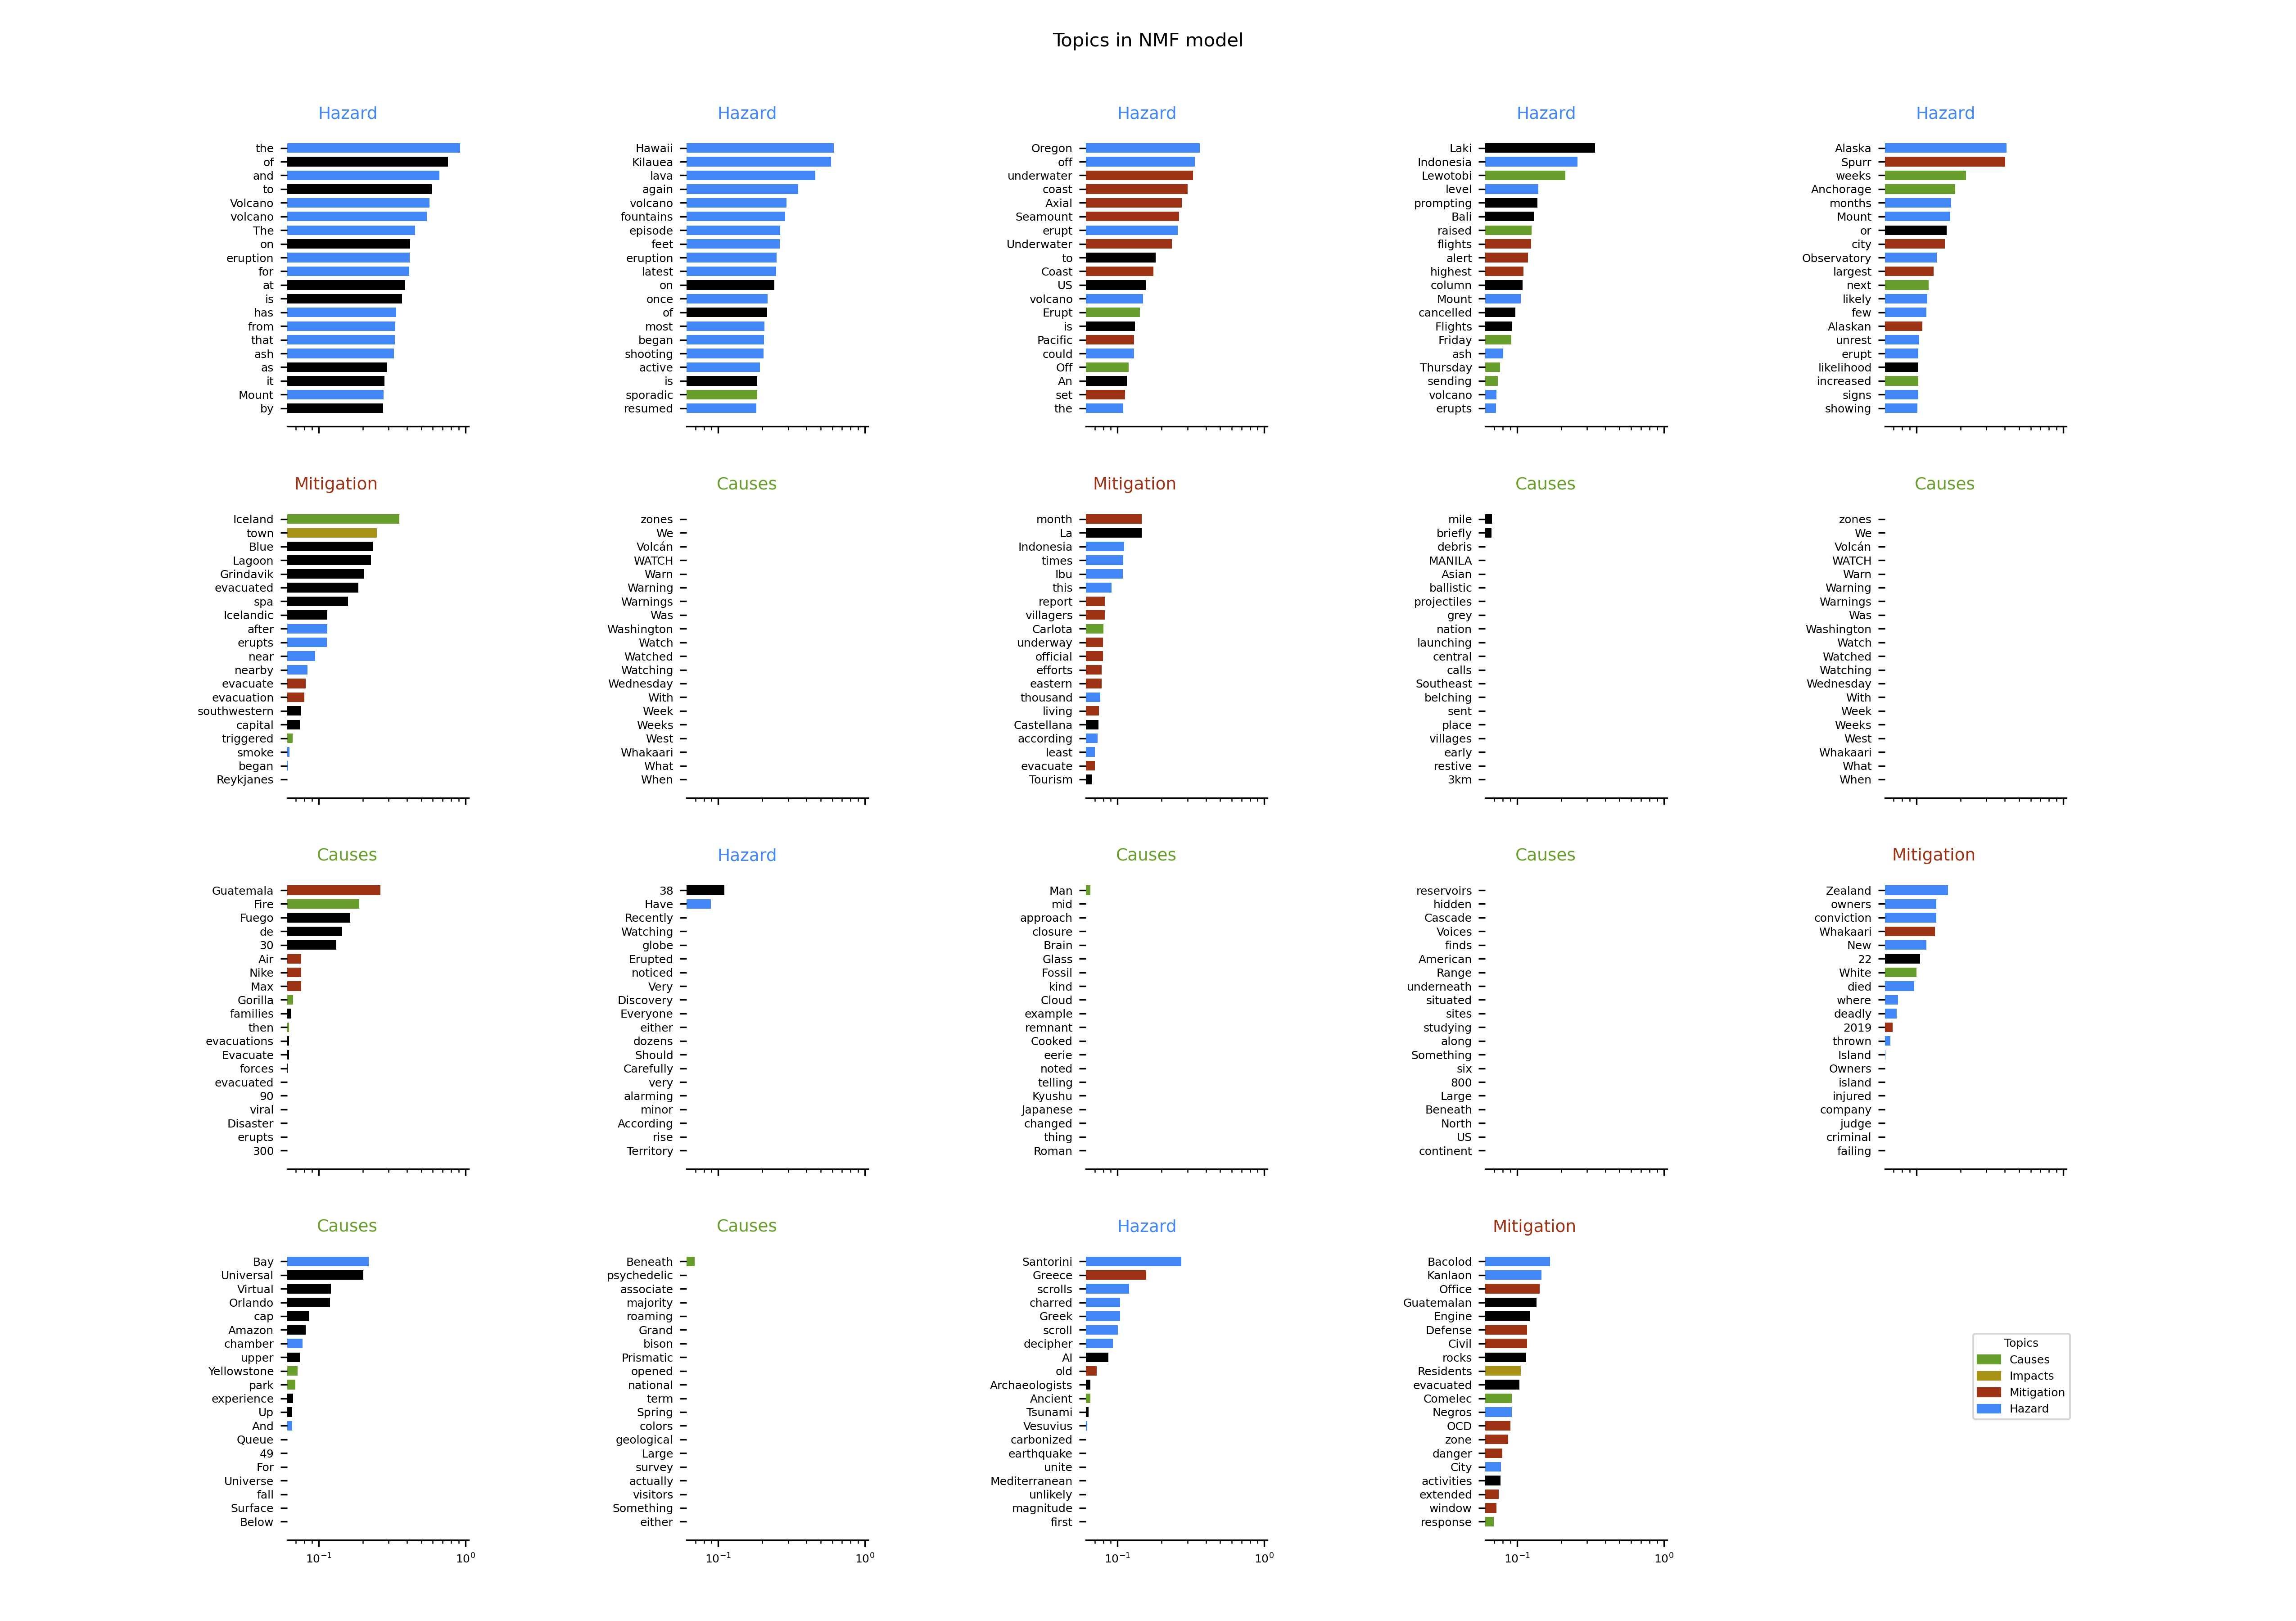 Topics in NMF model
Hazard
the
of
and
to
Volcano
volcano
The
on
eruption
for
at
is
has
from
that
ash
as
it
Mount
by
Hazard
Hawaii
Kilauea
lava
again
volcano
fountains
episode
feet
eruption
latest
on
once
of
most
began
shooting
active
is
sporadic
resumed
Hazard
Oregon
off
underwater
coast
Axial
Seamount
erupt
Underwater
to
Coast
US
volcano
Erupt
is
Pacific
could
Off
An
set
the
Hazard
Laki
Indonesia
Lewotobi
level
prompting
Bali
raised
flights
alert
highest
column
Mount
cancelled
Flights
Friday
ash
Thursday
sending
volcano
erupts
Hazard
Alaska
Spurr
weeks
Anchorage
months
Mount
or
city
Observatory
largest
next
likely
few
Alaskan
unrest
erupt
likelihood
increased
signs
showing
Mitigation
Iceland
town
Blue
Lagoon
Grindavik
evacuated
spa
Icelandic
after
erupts
near
nearby
evacuate
evacuation
southwestern
capital
triggered
smoke
began
Reykjanes
Causes
zones
We
Volcán
WATCH
Warn
Warning
Warnings
Was
Washington
Watch
Watched
Watching
Wednesday
With
Week
Weeks
West
Whakaari
What
When
Mitigation
month
La
Indonesia
times
Ibu
this
report
villagers
Carlota
underway
official
efforts
eastern
thousand
living
Castellana
according
least
evacuate
Tourism
Causes
mile
briefly
debris
MANILA
Asian
ballistic
projectiles
grey
nation
launching
central
calls
Southeast
belching
sent
place
villages
early
restive
3km
Causes
zones
We
Volcán
WATCH
Warn
Warning
Warnings
Was
Washington
Watch
Watched
Watching
Wednesday
With
Week
Weeks
West
Whakaari
What
When
Causes
Guatemala
Fire
Fuego
de
30
Air
Nike
Max
Gorilla
families
then
evacuations
Evacuate
forces
evacuated
90
viral
Disaster
erupts
300
Hazard
38
Have
Recently
Watching
globe
Erupted
noticed
Very
Discovery
Everyone
either
dozens
Should
Carefully
very
alarming
minor
According
rise
Territory
Causes
Man
mid
approach
closure
Brain
Glass
Fossil
kind
Cloud
example
remnant
Cooked
eerie
noted
telling
Kyushu
Japanese
changed
thing
Roman
Causes
reservoirs
hidden
Cascade
Voices
finds
American
Range
underneath
situated
sites
studying
along
Something
six
800
Large
Beneath
North
US
continent
Mitigation
Zealand
owners
conviction
Whakaari
New
22
White
died
where
deadly
2019
thrown
Island
Owners
island
injured
company
judge
criminal
failing
Causes
Bay
Universal
Virtual
Orlando
cap
Amazon
chamber
upper
Yellowstone
park
experience
Up
And
Queue
49
For
Universe
fall
Surface
Below
10⁻¹ 10⁰
Causes
Beneath
psychedelic
associate
majority
roaming
Grand
bison
Prismatic
opened
national
term
Spring
colors
geological
Large
survey
actually
visitors
Something
either
10⁻¹ 10⁰
Hazard
Santorini
Greece
scrolls
charred
Greek
scroll
decipher
AI
old
Archaeologists
Ancient
Tsunami
Vesuvius
carbonized
earthquake
unite
Mediterranean
unlikely
magnitude
first
10⁻¹ 10⁰
Mitigation
Bacolod
Kanlaon
Office
Guatemalan
Engine
Defense
Civil
rocks
Residents
evacuated
Comelec
Negros
OCD
zone
danger
City
activities
extended
window
response
10⁻¹ 10⁰
Topics
Causes
Impacts
Mitigation
Hazard